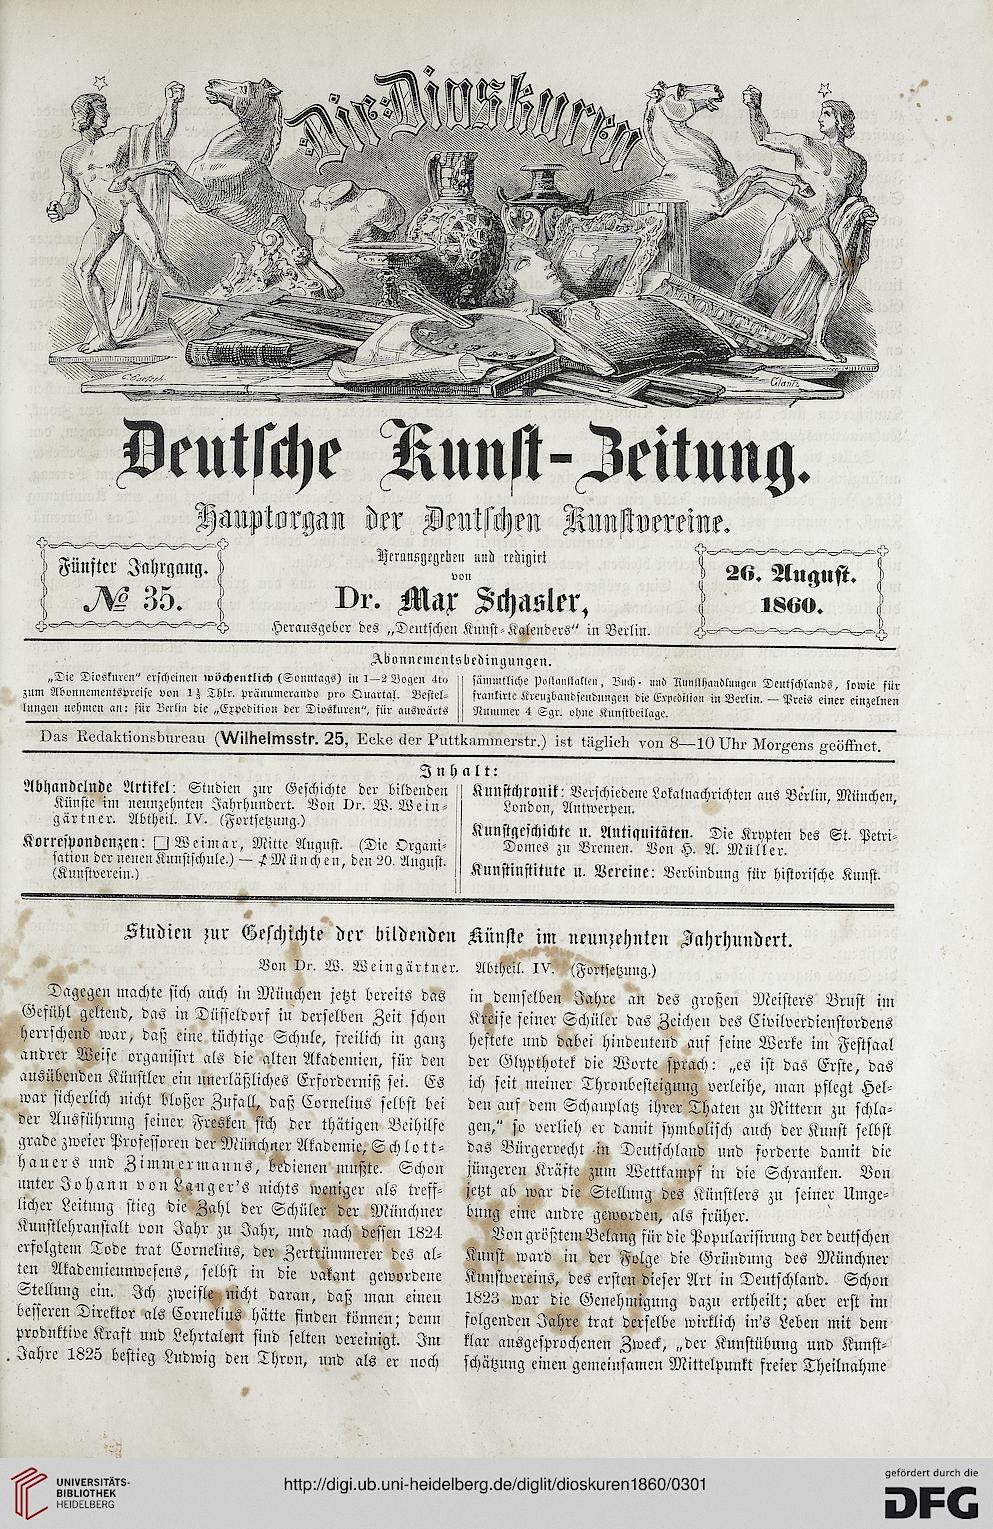 Die Dioskuren
C. Bartsch.
Glantz
Deutsche Kunst-Zeitung.
Hauptorgan der Deutschen Kunstvereine.
Fünfter Jahrgang.
№ 35.
Herausgegeben und redigirt
von
Dr. Max Schasler,
Herausgeber des „Deutschen Kunst-Kalenders“ in Berlin.
26. August.
1860.
Abonnementsbedingungen.
„Die Dioskuren“ erscheinen wöchentlich (Sonntags) in 1—2 Bogen 4to
zum Abonnementspreise von 1½ Thlr. pränumerando pro Quartal. Bestel-
lungen nehmen an: für Berlin die „Expedition der Dioskuren“, für auswärts
sämmtliche Postanstalten, Buch- und Kunsthandlungen Deutschlands, sowie für
frankirte Kreuzbandsendungen die Expedition in Berlin. — Preis einer einzelnen
Nummer 4 Sgr. ohne Kunstbeilage.
Das Redaktionsbureau (Wilhelmsstr. 25, Ecke der Puttkammerstr.) ist täglich von 8—10 Uhr Morgens geöffnet.
Inhalt:
Abhandelnde Artikel: Studien zur Geschichte der bildenden
Künste im neunzehnten Jahrhundert. Von Dr. W. Wein-
gärtner. Abtheil. IV. (Fortsetzung.)
Korrespondenzen: □ Weimar, Mitte August. (Die Organi-
sation der neuen Kunstschule.) — München, den 20. August.
(Kunstverein.)
Kunstchronik: Verschiedene Lokalnachrichten aus Berlin, München,
London, Antwerpen.
Kunstgeschichte u. Antiquitäten. Die Krypten des St. Petri-
Domes zu Bremen. Von H. A. Müller.
Kunstinstitute u. Vereine: Verbindung für historische Kunst.
Studien zur Geschichte der bildenden Künste im neunzehnten Jahrhundert.
Von Dr. W. Weingärtner. Abtheil. IV. (Fortsetzung.)
Dagegen machte sich auch in München jetzt bereits das
Gefühl geltend, das in Düsseldorf in derselben Zeit schon
herrschend war, daß eine tüchtige Schule, freilich in ganz
andrer Weise organisirt als die alten Akademien, für den
ausübenden Künstler ein unerläßliches Erforderniß sei. Es
war sicherlich nicht bloßer Zufall, daß Cornelius selbst bei
der Ausführung seiner Fresken sich der thätigen Beihilfe
grade zweier Professoren der Münchner Akademie, Schlott-
hauers und Zimmermanns, bedienen mußte. Schon
unter Johann von Langer's nichts weniger als treff-
licher Leitung stieg die Zahl der Schüler der Münchner
Kunstlehranstalt von Jahr zu Jahr, und nach dessen 1824
erfolgtem Tode trat Cornelius, der Zertrümmerer des al-
ten Akademieunwesens, selbst in die vakant gewordene
Stellung ein. Ich zweifle nicht daran, daß man einen
besseren Direktor als Cornelius hätte finden können; denn
produktive Kraft und Lehrtalent sind selten vereinigt. Im
Jahre 1825 bestieg Ludwig den Thron, und als er noch
in demselben Jahre an des großen Meisters Brust im
Kreise seiner Schüler das Zeichen des Civilverdienstordens
heftete und dabei hindeutend auf seine Werke im Festsaal
der Glypthotek die Worte sprach: „es ist das Erste, das
ich seit meiner Thronbesteigung verleihe, man pflegt Hel-
den auf dem Schauplatz ihrer Thaten zu Rittern zu schla-
gen,“ so verlieh er damit symbolisch auch der Kunst selbst
das Bürgerrecht in Deutschland und forderte damit die
jüngeren Kräfte zum Wettkampf in die Schranken. Von
jetzt ab war die Stellung des Künstlers zu seiner Umge-
bung eine andre geworden, als früher.
Von größtem Belang für die Popularisirung der deutschen
Kunst ward in der Folge die Gründung des Münchner
Kunstvereins, des ersten dieser Art in Deutschland. Schon
1823 war die Genehmigung dazu ertheilt; aber erst im
folgenden Jahre trat derselbe wirklich in's Leben mit dem
klar ausgesprochenen Zweck, „der Kunstübung und Kunst-
schätzung einen gemeinsamen Mittelpunkt freier Theilnahme
UNIVERSITÄTS-
BIBLIOTHEK
HEIDELBERG
http://digi.ub.uni-heidelberg.de/diglit/dioskuren1860/0301
gefördert durch die
DFG